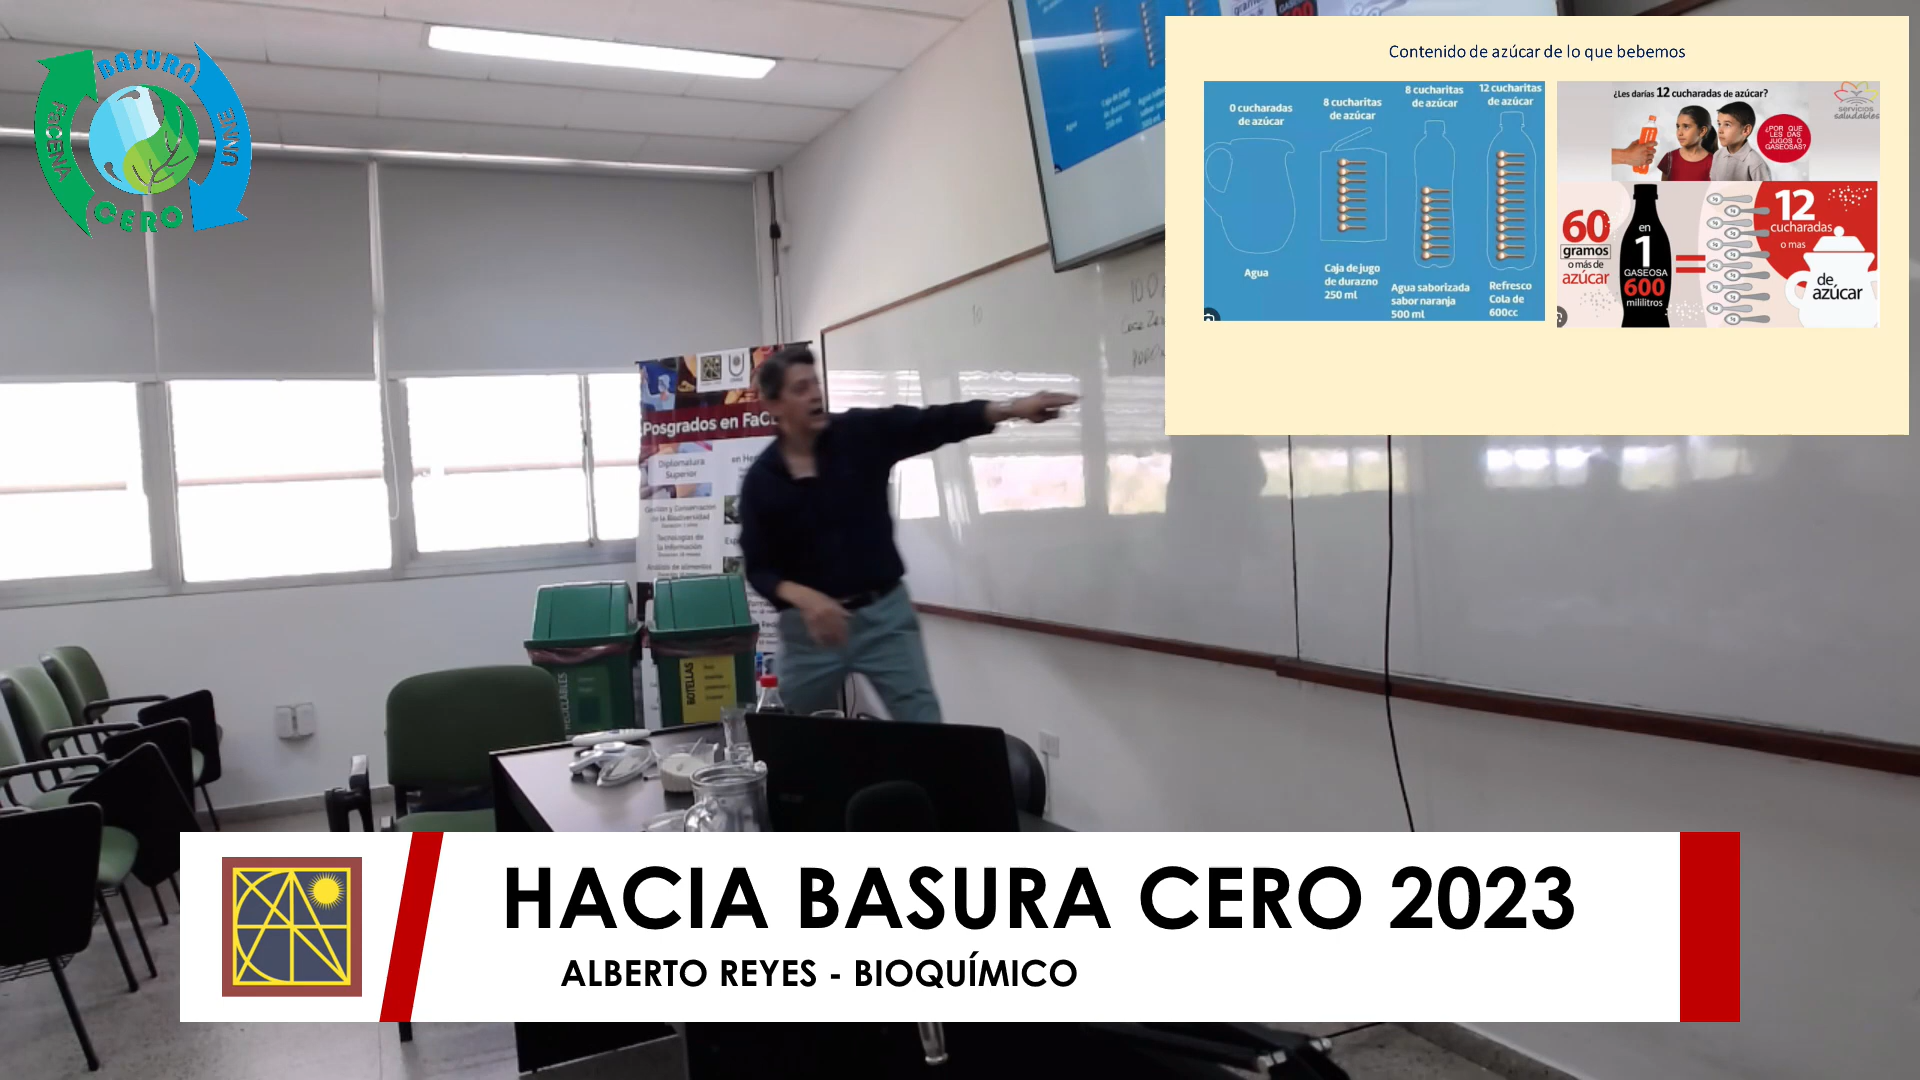 BASURA
FaCENA
UNNE
CERO
Contenido de azúcar de lo que bebemos
0 cucharadas
de azúcar
8 cucharitas
de azúcar
8 cucharitas
de azúcar
12 cucharitas
de azúcar
Agua
Caja de jugo
de durazno
250 ml
Agua saborizada
sabor naranja
500 ml
Refresco
Cola de
600cc
¿Les darías 12 cucharadas de azúcar?
servicios
saludables
¿POR QUE
LES DAS
JUGOS O
GASEOSAS?
60
gramos
o más de
azúcar
en
1
GASEOSA
600
mililitros
=
12
cucharadas
o mas
de
azúcar
Posgrados en FaCE
Diplomatura
Superior
en He
Gestión y Conservación
de la Biodiversidad
Tecnologías de
la Información
Análisis de alimentos
BOTELLAS
HACIA BASURA CERO 2023
ALBERTO REYES - BIOQUÍMICO